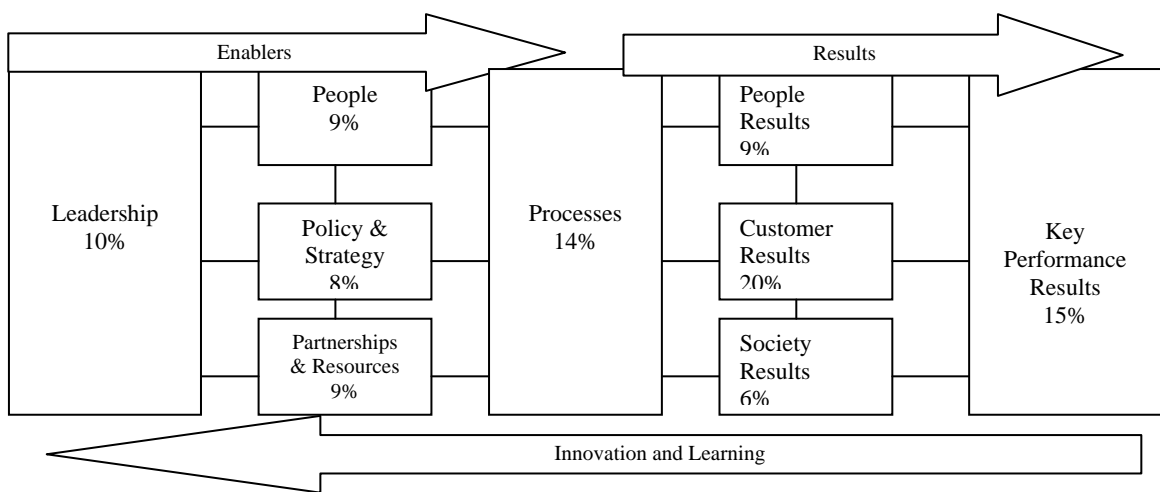 Enablers
Results
Leadership
10%
People
9%
Policy &
Strategy
8%
Partnerships
& Resources
9%
Processes
14%
People
Results
9%
Customer
Results
20%
Society
Results
6%
Key
Performance
Results
15%
Innovation and Learning